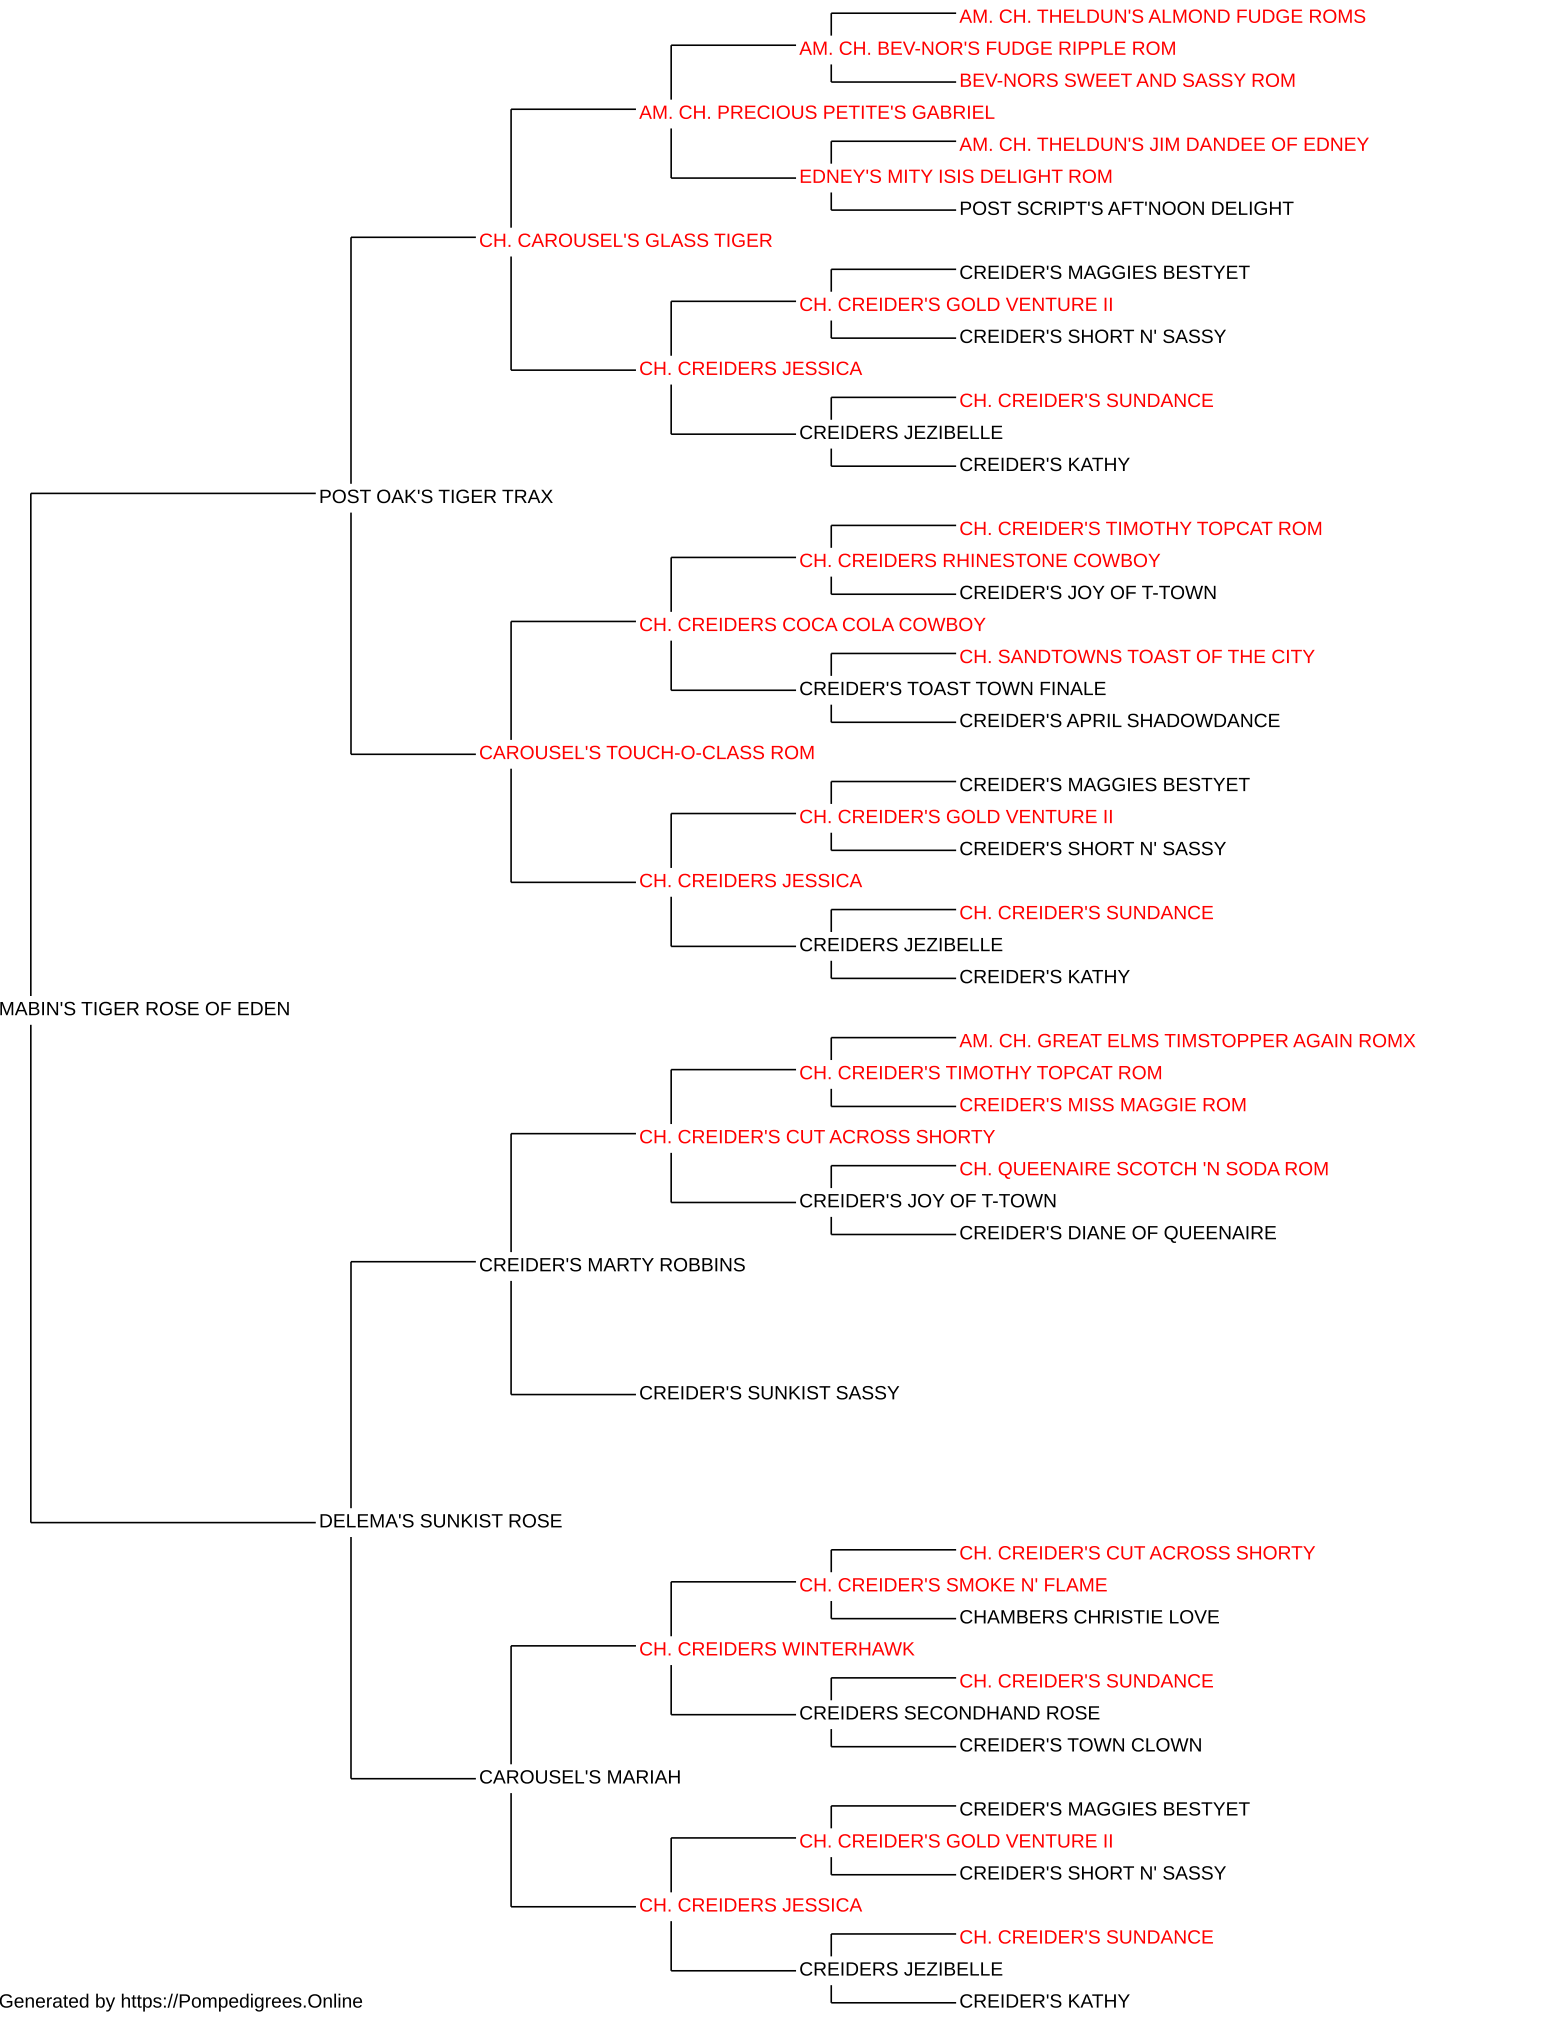 AM. CH. THELDUN'S ALMOND FUDGE ROMS
AM. CH. BEV-NOR'S FUDGE RIPPLE ROM
BEV-NORS SWEET AND SASSY ROM
AM. CH. PRECIOUS PETITE'S GABRIEL
AM. CH. THELDUN'S JIM DANDEE OF EDNEY
EDNEY'S MITY ISIS DELIGHT ROM
POST SCRIPT'S AFT'NOON DELIGHT
CH. CAROUSEL'S GLASS TIGER
CREIDER'S MAGGIES BESTYET
CH. CREIDER'S GOLD VENTURE II
CREIDER'S SHORT N' SASSY
CH. CREIDERS JESSICA
CH. CREIDER'S SUNDANCE
CREIDERS JEZIBELLE
CREIDER'S KATHY
POST OAK'S TIGER TRAX
CH. CREIDER'S TIMOTHY TOPCAT ROM
CH. CREIDERS RHINESTONE COWBOY
CREIDER'S JOY OF T-TOWN
CH. CREIDERS COCA COLA COWBOY
CH. SANDTOWNS TOAST OF THE CITY
CREIDER'S TOAST TOWN FINALE
CREIDER'S APRIL SHADOWDANCE
CAROUSEL'S TOUCH-O-CLASS ROM
CREIDER'S MAGGIES BESTYET
CH. CREIDER'S GOLD VENTURE II
CREIDER'S SHORT N' SASSY
CH. CREIDERS JESSICA
CH. CREIDER'S SUNDANCE
CREIDERS JEZIBELLE
CREIDER'S KATHY
MABIN'S TIGER ROSE OF EDEN
AM. CH. GREAT ELMS TIMSTOPPER AGAIN ROMX
CH. CREIDER'S TIMOTHY TOPCAT ROM
CREIDER'S MISS MAGGIE ROM
CH. CREIDER'S CUT ACROSS SHORTY
CH. QUEENAIRE SCOTCH 'N SODA ROM
CREIDER'S JOY OF T-TOWN
CREIDER'S DIANE OF QUEENAIRE
CREIDER'S MARTY ROBBINS
CREIDER'S SUNKIST SASSY
DELEMA'S SUNKIST ROSE
CH. CREIDER'S CUT ACROSS SHORTY
CH. CREIDER'S SMOKE N' FLAME
CHAMBERS CHRISTIE LOVE
CH. CREIDERS WINTERHAWK
CH. CREIDER'S SUNDANCE
CREIDERS SECONDHAND ROSE
CREIDER'S TOWN CLOWN
CAROUSEL'S MARIAH
CREIDER'S MAGGIES BESTYET
CH. CREIDER'S GOLD VENTURE II
CREIDER'S SHORT N' SASSY
CH. CREIDERS JESSICA
CH. CREIDER'S SUNDANCE
CREIDERS JEZIBELLE
CREIDER'S KATHY
Generated by https://Pompedigrees.Online